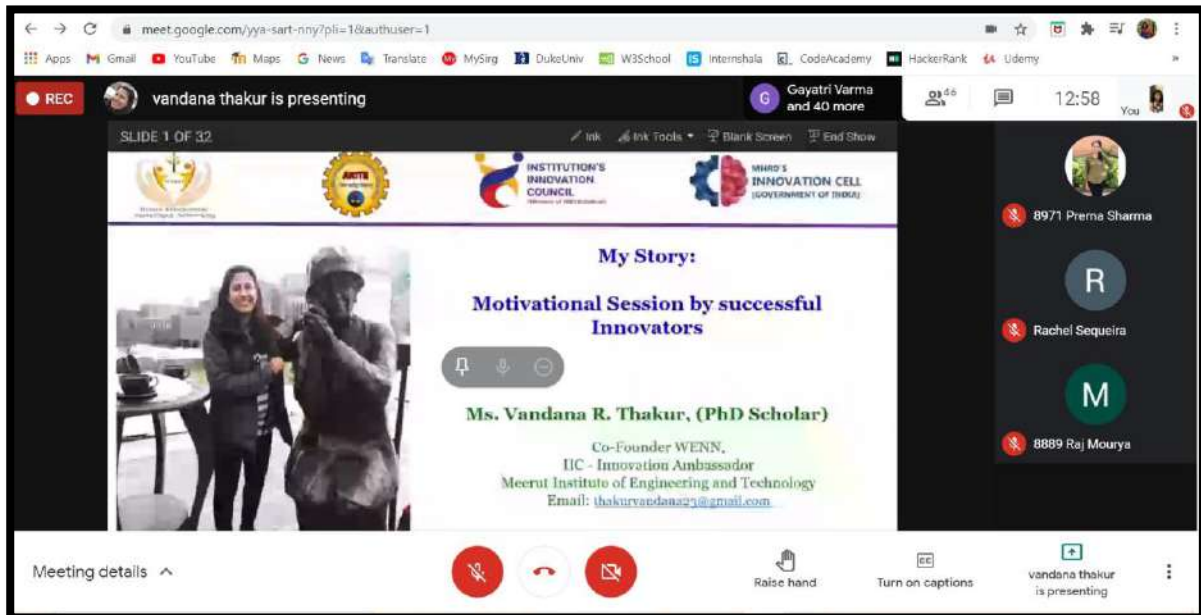 meet.google.com/yya-sart-nny?pli=1&authuser=1
Apps Gmail YouTube Maps News Translate MySirg DukeUniv W3School Internshala CodeAcademy HackerRank Udemy »
REC
vandana thakur is presenting
G
Gayatri Varma
and 40 more
46
12:58
You
SLIDE 1 OF 32
Ink Ink Tools Blank Screen End Show
AICTE
INSTITUTION'S
INNOVATION
COUNCIL
MHRD'S
INNOVATION CELL
(GOVERNMENT OF INDIA)
My Story:
Motivational Session by successful
Innovators
Ms. Vandana R. Thakur, (PhD Scholar)
Co-Founder WENN,
IIC - Innovation Ambassador
Meerut Institute of Engineering and Technology
Email: thakurvandana23@gmail.com
8971 Prerna Sharma
R
Rachel Sequeira
M
8889 Raj Mourya
Meeting details
Raise hand
CC
Turn on captions
vandana thakur
is presenting